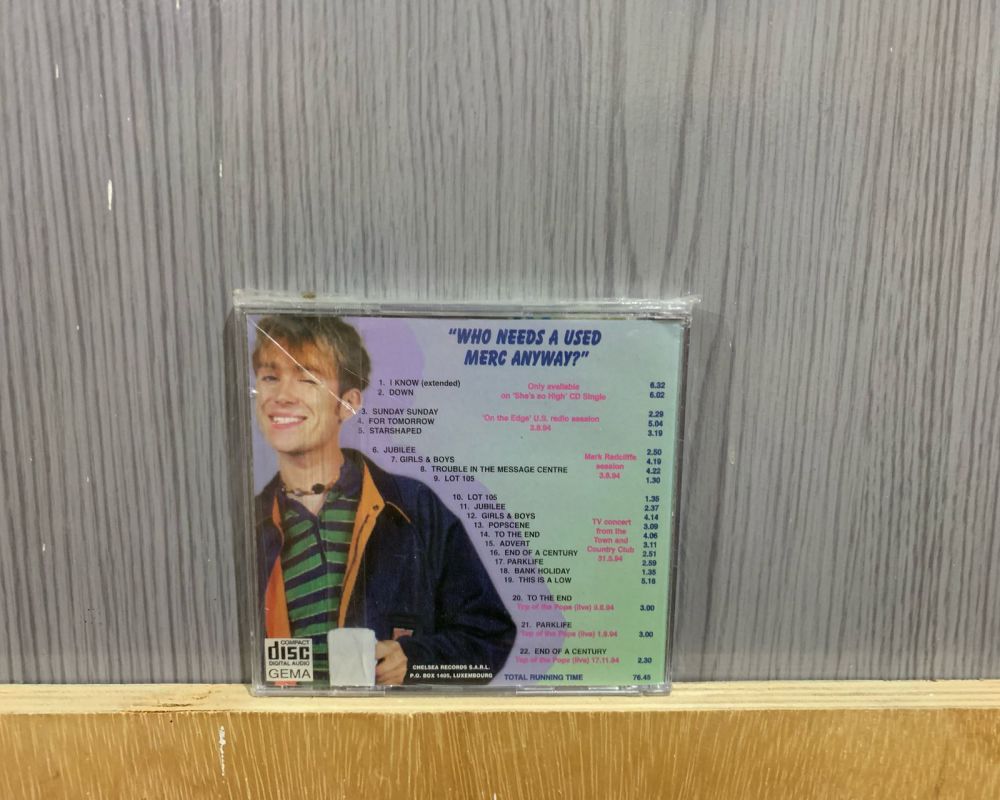 "WHO NEEDS A USED
MERC ANYWAY?"
1. I KNOW (extended) 6.32
2. DOWN 6.02
Only available
on 'She's so High' CD Single
3. SUNDAY SUNDAY 2.29
4. FOR TOMORROW 5.04
5. STARSHAPED 3.19
'On the Edge' U.S. radio session
3.8.94
6. JUBILEE 2.50
7. GIRLS & BOYS 4.19
8. TROUBLE IN THE MESSAGE CENTRE 4.22
9. LOT 105 1.30
Mark Radcliffe
session
3.8.94
10. LOT 105 1.35
11. JUBILEE 2.37
12. GIRLS & BOYS 4.14
13. POPSCENE 3.09
14. TO THE END 4.06
15. ADVERT 3.11
16. END OF A CENTURY 2.51
17. PARKLIFE 2.59
18. BANK HOLIDAY 1.35
19. THIS IS A LOW 5.16
TV concert
from the
Town and
Country Club
31.5.94
20. TO THE END
Top of the Pops (live) 9.6.94 3.00
21. PARKLIFE
Top of the Pops (live) 1.9.94 3.00
22. END OF A CENTURY
Top of the Pops (live) 17.11.94 2.30
TOTAL RUNNING TIME 76.45
COMPACT
disc
DIGITAL AUDIO
GEMA
CHELSEA RECORDS S.A.R.L.
P.O. BOX 1405, LUXEMBOURG